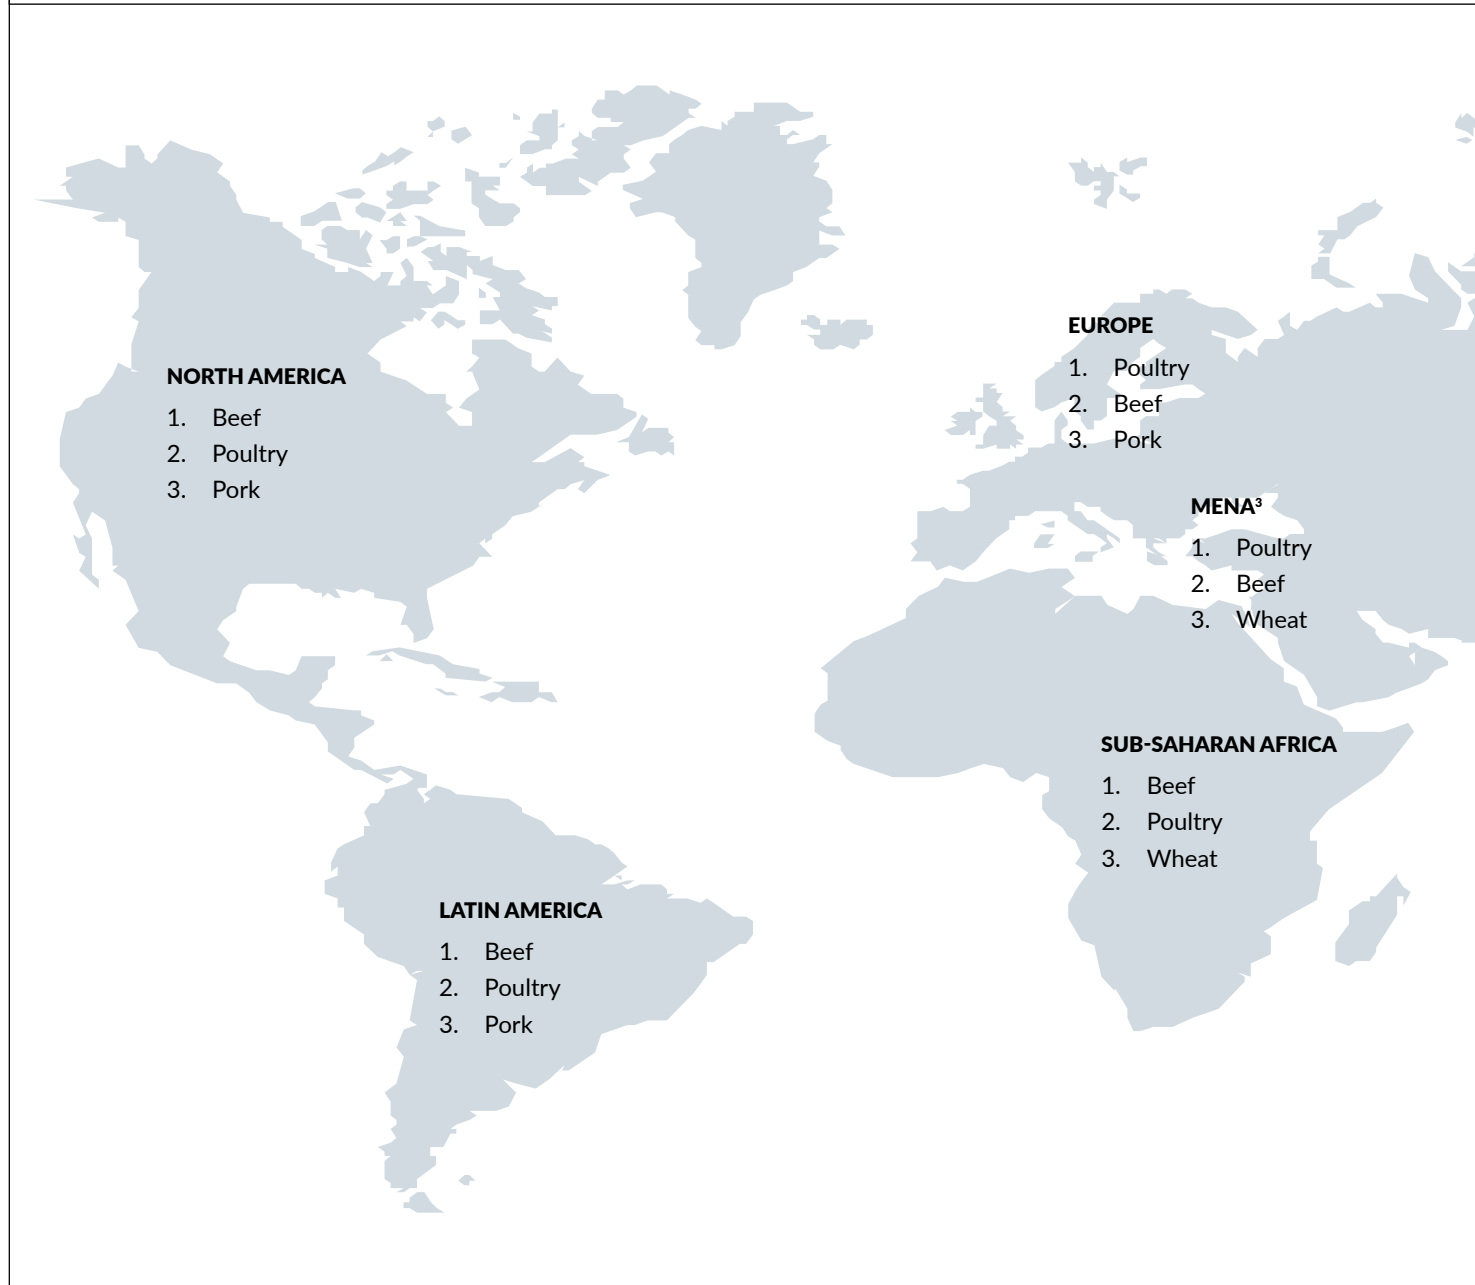 EUROPE
1. Poultry
2. Beef
3. Pork
NORTH AMERICA
1. Beef
2. Poultry
3. Pork
MENA³
1. Poultry
2. Beef
3. Wheat
SUB-SAHARAN AFRICA
1. Beef
2. Poultry
3. Wheat
LATIN AMERICA
1. Beef
2. Poultry
3. Pork